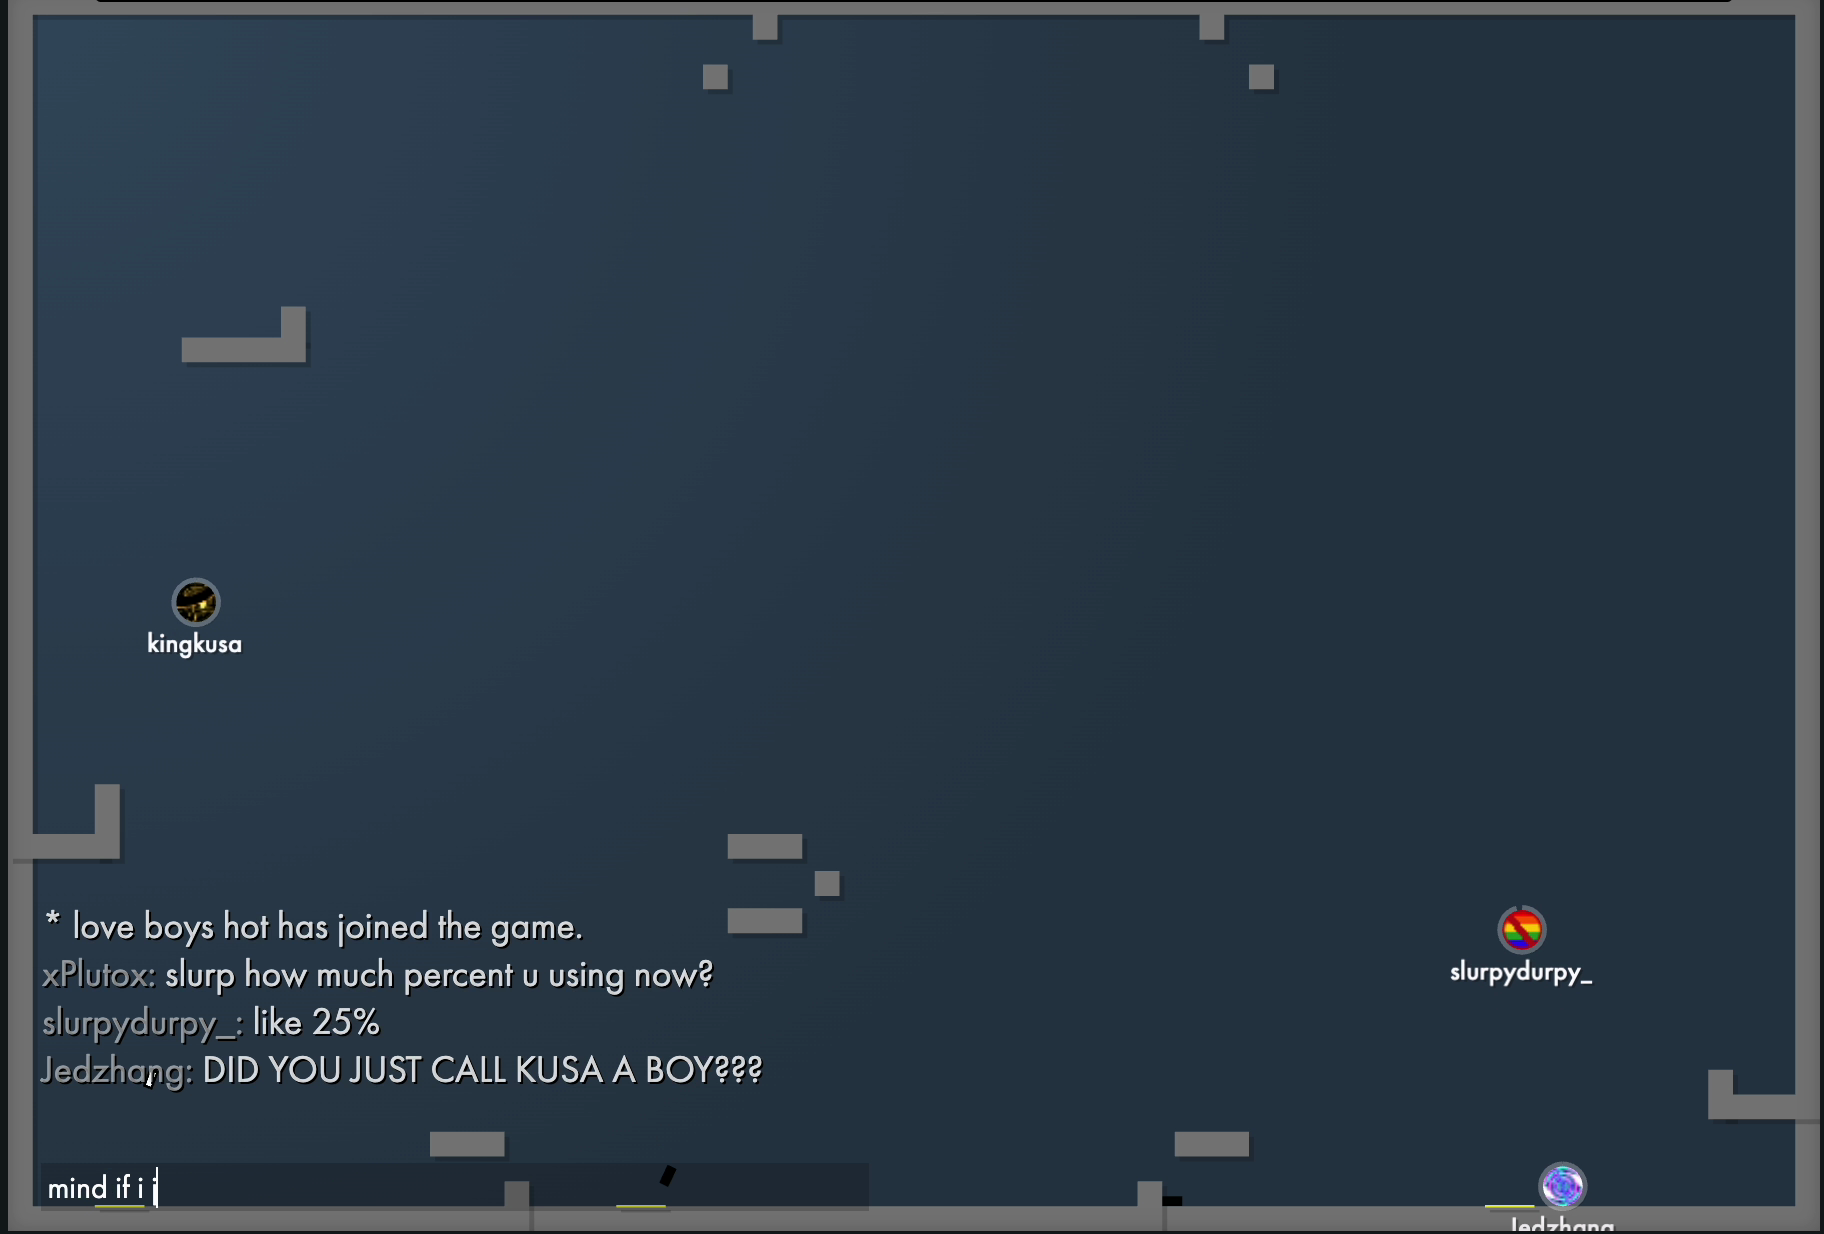 kingkusa
* love boys hot has joined the game.
xPlutox: slurp how much percent u using now?
slurpydurpy_
slurpydurpy_: like 25%
Jedzhang: DID YOU JUST CALL KUSA A BOY???
mind if i j
Jedzhang